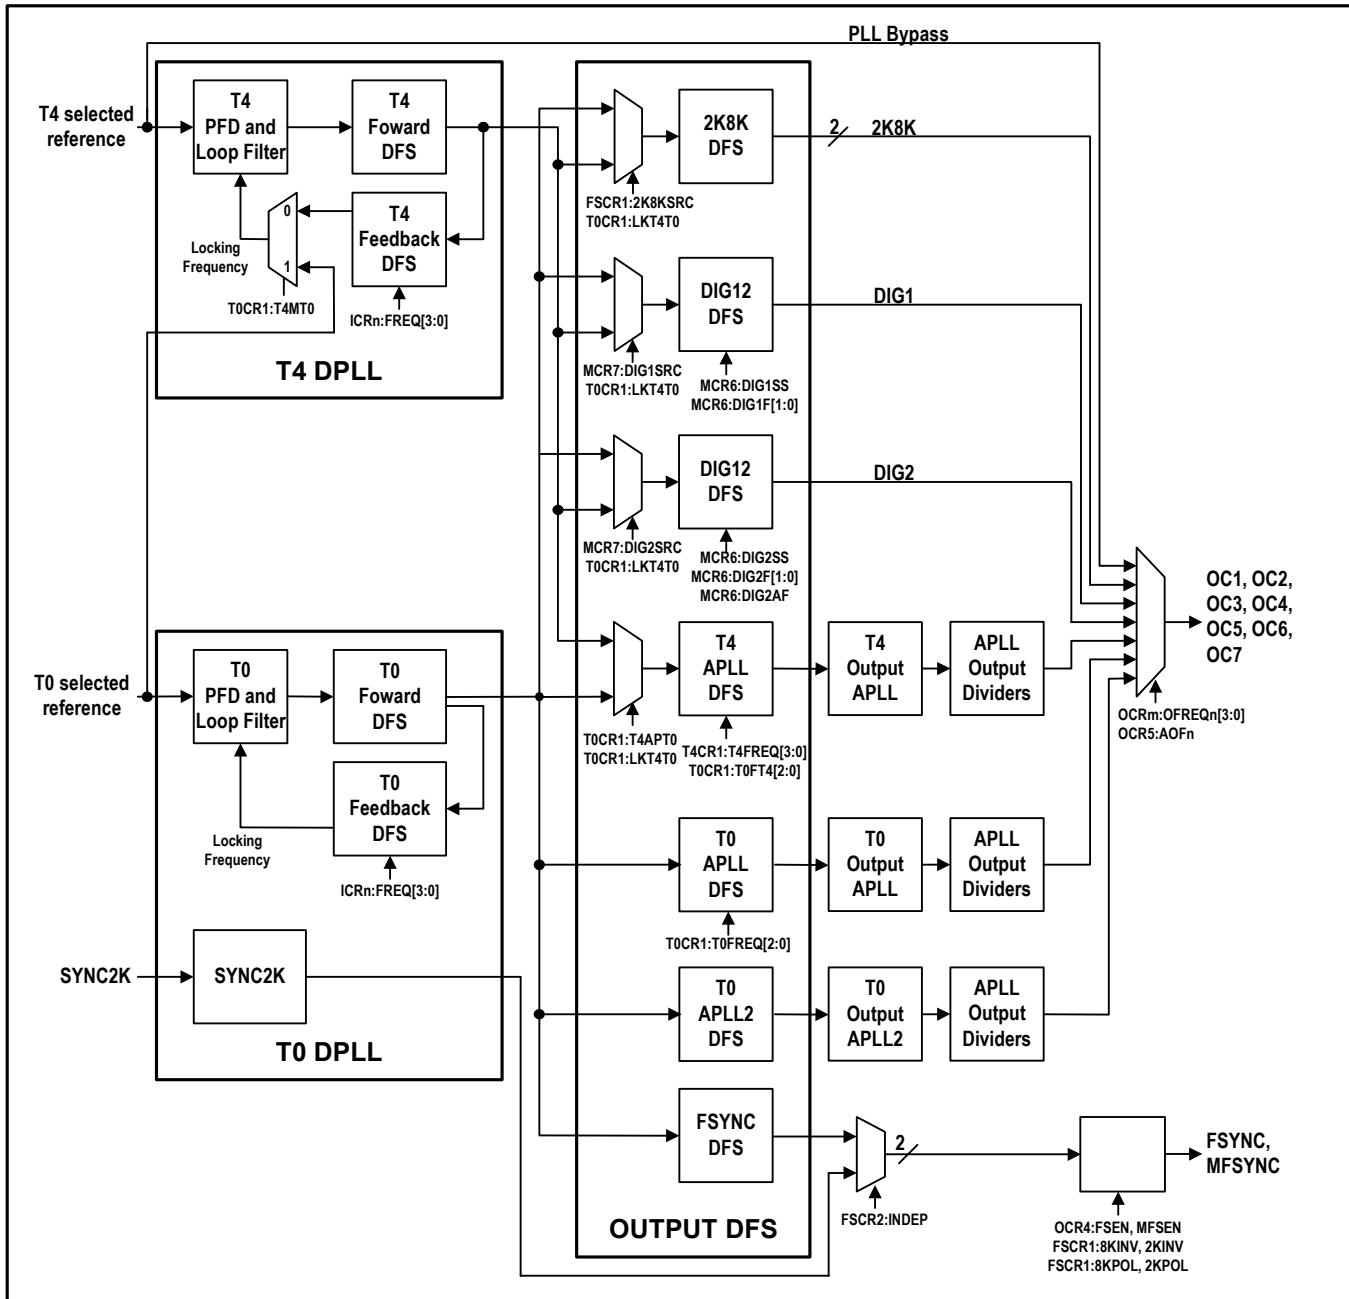 PLL Bypass
T4 selected
reference
T4
PFD and
Loop Filter
T4
Foward
DFS
T4
Feedback
DFS
0
1
Locking
Frequency
T0CR1:T4MT0
ICRn:FREQ[3:0]
T4 DPLL
2K8K
DFS
2
2K8K
FSCR1:2K8KSRC
T0CR1:LKT4T0
DIG12
DFS
DIG1
MCR7:DIG1SRC
T0CR1:LKT4T0
MCR6:DIG1SS
MCR6:DIG1F[1:0]
DIG12
DFS
DIG2
MCR7:DIG2SRC
T0CR1:LKT4T0
MCR6:DIG2SS
MCR6:DIG2F[1:0]
MCR6:DIG2AF
T4
APLL
DFS
T4
Output
APLL
APLL
Output
Dividers
T0CR1:T4APT0
T0CR1:LKT4T0
T4CR1:T4FREQ[3:0]
T0CR1:T0FT4[2:0]
OC1, OC2,
OC3, OC4,
OC5, OC6,
OC7
OCRm:OFREQn[3:0]
OCR5:AOFn
T0 selected
reference
T0
PFD and
Loop Filter
T0
Foward
DFS
T0
Feedback
DFS
Locking
Frequency
ICRn:FREQ[3:0]
T0
APLL
DFS
T0
Output
APLL
APLL
Output
Dividers
T0CR1:T0FREQ[2:0]
SYNC2K
SYNC2K
T0 DPLL
T0
APLL2
DFS
T0
Output
APLL2
APLL
Output
Dividers
FSYNC
DFS
2
FSCR2:INDEP
FSYNC,
MFSYNC
OCR4:FSEN, MFSEN
FSCR1:8KINV, 2KINV
FSCR1:8KPOL, 2KPOL
OUTPUT DFS